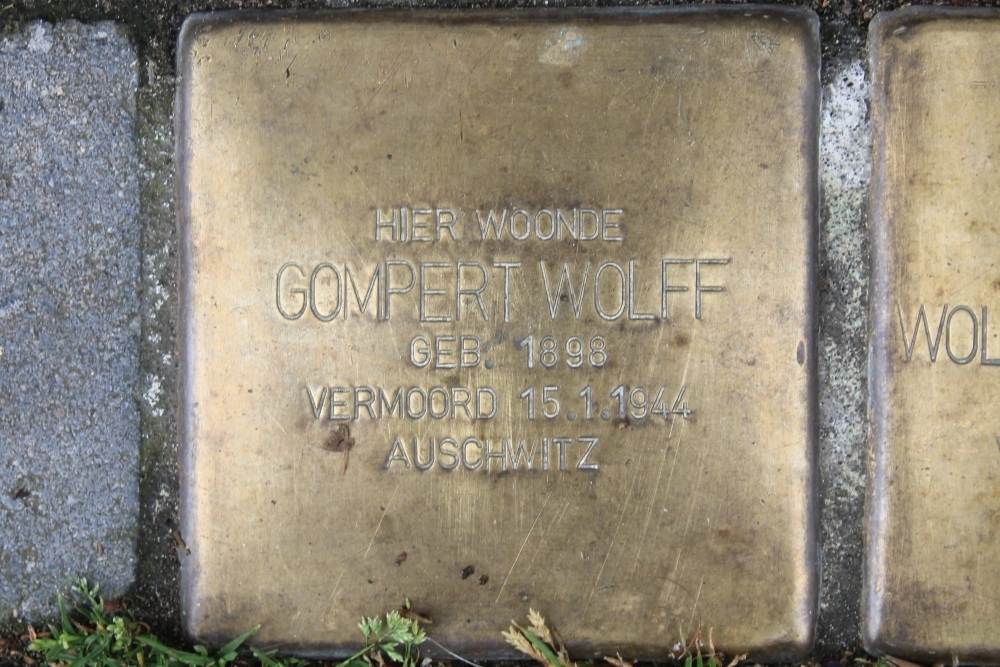 HIER WOONDE
GOMPERT WOLFF
GEB. 1898
VERMOORD 15.1.1944
AUSCHWITZ
WOL